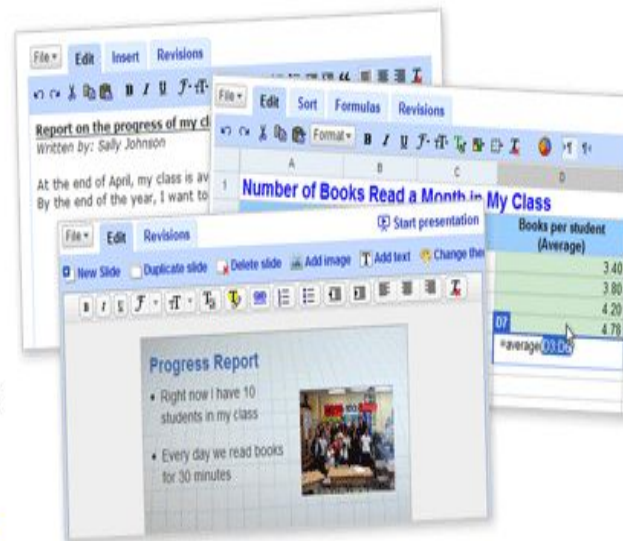 File Edit Insert Revisions
B I U
Report on the progress of my cl
Written by: Sally Johnson
At the end of April, my class is av
By the end of the year, I want to
File Edit Sort Formulas Revisions
Format B I U
A B C D
1 Number of Books Read a Month in My Class
Books per student
(Average)
3.40
3.80
4.20
4.78
D7
=average(D3:D6)
File Edit Revisions
Start presentation
New Slide Duplicate slide Delete slide Add image T Add text Change the
B I U
Progress Report
• Right now I have 10
students in my class
• Every day we read books
for 30 minutes